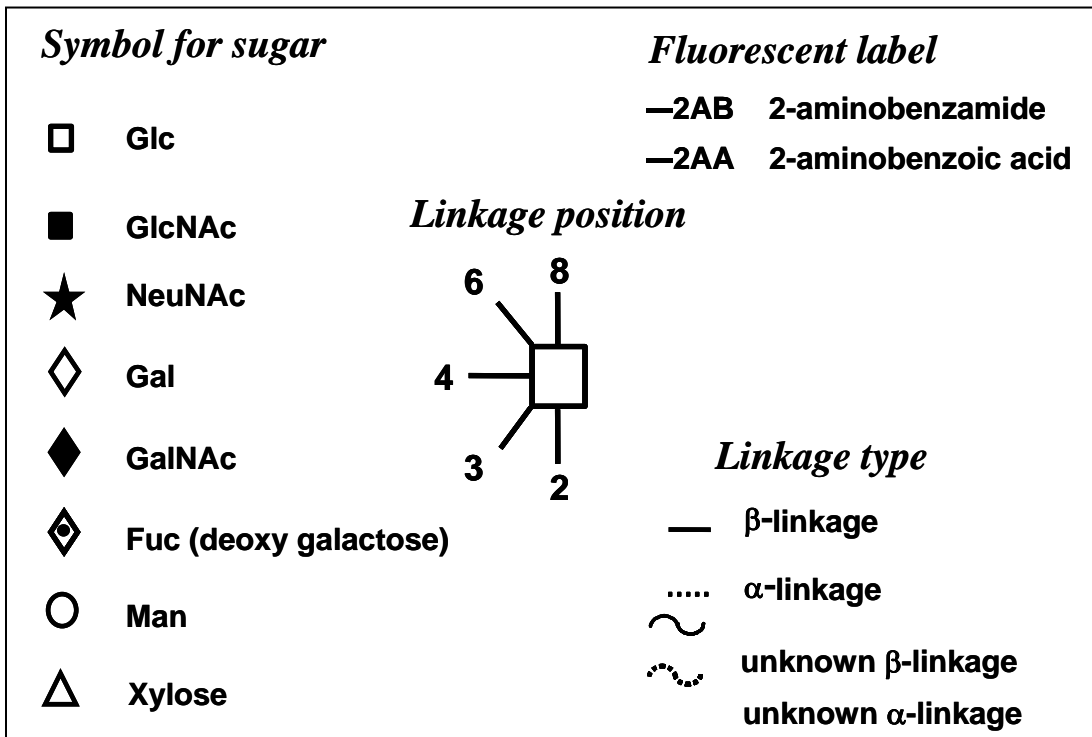 Symbol for sugar
Glc
GlcNAc
NeuNAc
Gal
GalNAc
Fuc (deoxy galactose)
Man
Xylose
Fluorescent label
—2AB 2-aminobenzamide
—2AA 2-aminobenzoic acid
Linkage position
8
6
4
3
2
Linkage type
β-linkage
α-linkage
unknown β-linkage
unknown α-linkage